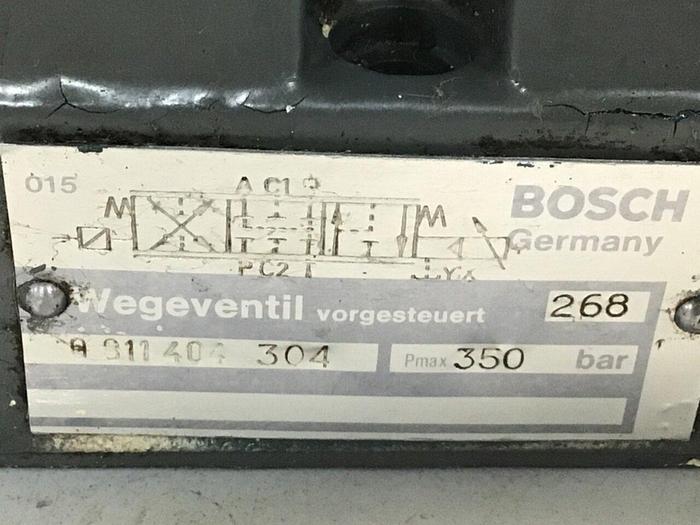 015
A C1
BOSCH
Germany
P C2 T
Y X
Wegeventil vorgesteuert 268
0 811 404 304 Pmax 350 bar